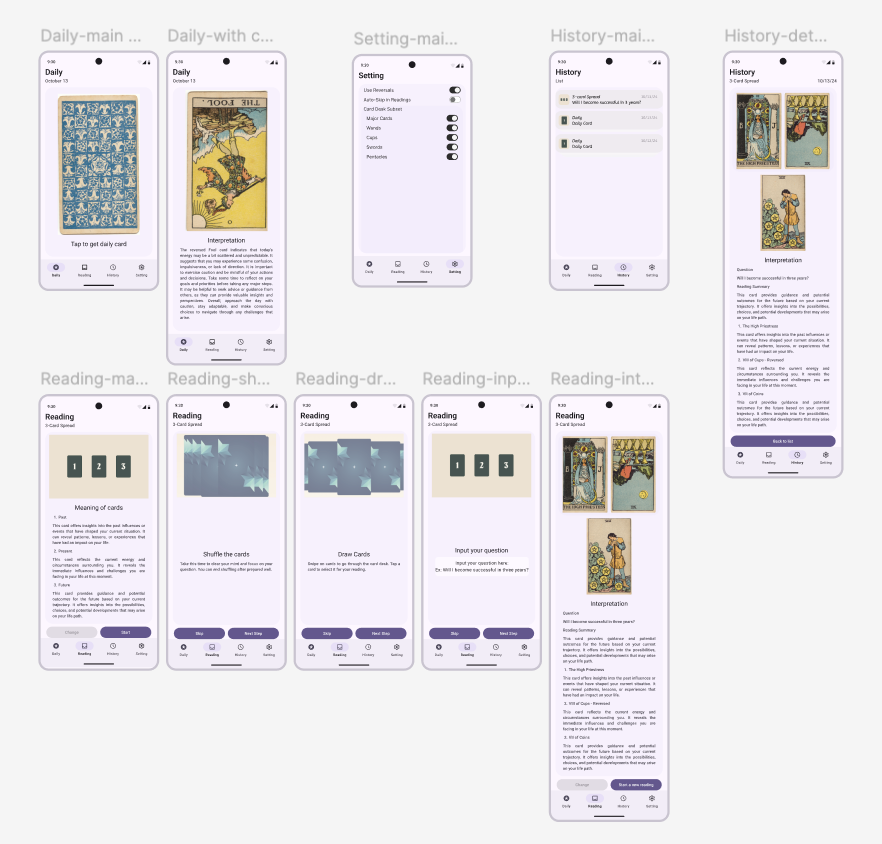 Daily-main ...
9:30
Daily
October 13
Tap to get daily card
Daily
Reading
History
Setting
Daily-with c...
9:30
Daily
October 13
THE FOOL.
Interpretation
The reversed Fool card indicates that today's
energy may be a bit scattered and unpredictable. It
suggests that you may experience some confusion,
impulsiveness, or lack of direction. It is important
to exercise caution and be mindful of your actions
and decisions. Take some time to reflect on your
goals and priorities before taking any major steps.
It may be helpful to seek advice or guidance from
others, as they can provide valuable insights and
perspectives. Overall, approach the day with
caution, stay adaptable, and make conscious
choices to navigate through any challenges that
arise.
Daily
Reading
History
Setting
Setting-mai...
9:30
Setting
Use Reversals
Auto-Skip in Readings
Card Desk Subset
Major Cards
Wands
Cups
Swords
Pentacles
Daily
Reading
History
Setting
History-mai...
9:30
History
List
3-card Spread
10/13/24
Will I become successful in 3 years?
Daily
Daily Card
Daily
Daily Card
Daily
Reading
History
Setting
History-det...
9:30
History
3-Card Spread
10/13/24
B
J
THE HIGH PRIESTESS
Interpretation
Question
Will I become successful in three years?
Reading Summary
This card provides guidance and potential
outcomes for the future based on your current
trajectory. It offers insights into the possibilities,
choices, and potential developments that may arise
on your life path.
1. The High Priestess
This card offers insights into the past influences or
events that have shaped your current situation. It
can reveal patterns, lessons, or experiences that
have had an impact on your life.
2. VIII of Cups - Reversed
This card reflects the current energy and
circumstances surrounding you. It reveals the
immediate influences and challenges you are
facing in your life at this moment.
3. VII of Coins
This card provides guidance and potential
outcomes for the future based on your current
trajectory. It offers insights into the possibilities,
choices, and potential developments that may arise
on your life path.
Back to list
Daily
Reading
History
Setting
Reading-ma...
9:30
Reading
3-Card Spread
1 2 3
Meaning of cards
1. Past
This card offers insights into the past influences or
events that have shaped your current situation. It
can reveal patterns, lessons, or experiences that
have had an impact on your life.
2. Present
This card reflects the current energy and
circumstances surrounding you. It reveals the
immediate influences and challenges you are
facing in your life at this moment.
3. Future
This card provides guidance and potential
outcomes for the future based on your current
trajectory. It offers insights into the possibilities,
choices, and potential developments that may arise
on your life path.
Change
Start
Daily
Reading
History
Setting
Reading-sh...
9:30
Reading
3-Card Spread
Shuffle the cards
Take this time to clear your mind and focus on your
question. You can end shuffling after prepared well.
Skip
Next Step
Daily
Reading
History
Setting
Reading-dr...
9:30
Reading
3-Card Spread
Draw Cards
Swipe on cards to go through the card desk. Tap a
card to select it for your reading.
Skip
Next Step
Daily
Reading
History
Setting
Reading-inp...
9:30
Reading
3-Card Spread
1 2 3
Input your question
Input your question here.
Ex: Will I become successful in three years?
Skip
Next Step
Daily
Reading
History
Setting
Reading-int...
9:30
Reading
3-Card Spread
B
J
THE HIGH PRIESTESS
Interpretation
Question
Will I become successful in three years?
Reading Summary
This card provides guidance and potential
outcomes for the future based on your current
trajectory. It offers insights into the possibilities,
choices, and potential developments that may arise
on your life path.
1. The High Priestess
This card offers insights into the past influences or
events that have shaped your current situation. It
can reveal patterns, lessons, or experiences that
have had an impact on your life.
2. VIII of Cups - Reversed
This card reflects the current energy and
circumstances surrounding you. It reveals the
immediate influences and challenges you are
facing in your life at this moment.
3. VII of Coins
This card provides guidance and potential
outcomes for the future based on your current
trajectory. It offers insights into the possibilities,
choices, and potential developments that may arise
on your life path.
Change
Start a new reading
Daily
Reading
History
Setting